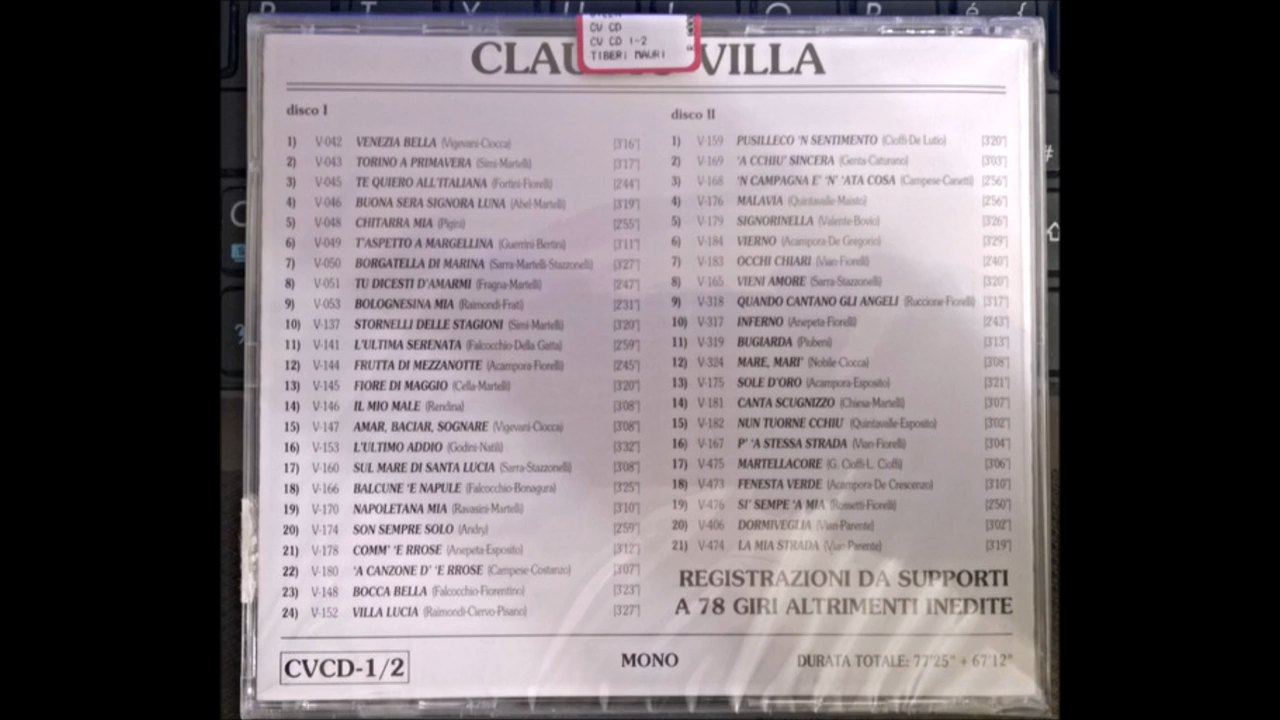 CW CD
CW CD 1-2
TIBERI MAURI
CLAU VILLA
disco I
1) V-042 VENEZIA BELLA (Vigevani-Ciocca) [3'16"]
2) V-043 TORINO A PRIMAVERA (Simi-Martelli) [3'17"]
3) V-045 TE QUIERO ALL'ITALIANA (Fortini-Fiorelli) [2'44"]
4) V-046 BUONA SERA SIGNORA LUNA (Abel-Martelli) [3'19"]
5) V-048 CHITARRA MIA (Pigini) [2'55"]
6) V-049 T'ASPETTO A MARGELLINA (Guerrini-Bertini) [3'11"]
7) V-050 BORGATELLA DI MARINA (Sarra-Martelli-Stazzonelli) [3'27"]
8) V-051 TU DICESTI D'AMARMI (Fragna-Martelli) [2'47"]
9) V-053 BOLOGNESINA MIA (Raimondi-Frati) [2'31"]
10) V-137 STORNELLI DELLE STAGIONI (Simi-Martelli) [3'20"]
11) V-141 L'ULTIMA SERENATA (Falcocchio-Della Gatta) [2'59"]
12) V-144 FRUTTA DI MEZZANOTTE (Acampora-Fiorelli) [2'45"]
13) V-145 FIORE DI MAGGIO (Cella-Martelli) [3'20"]
14) V-146 IL MIO MALE (Rendina) [3'08"]
15) V-147 AMAR, BACIAR, SOGNARE (Vigevani-Ciocca) [3'08"]
16) V-153 L'ULTIMO ADDIO (Godini-Natili) [3'32"]
17) V-160 SUL MARE DI SANTA LUCIA (Sarra-Stazzonelli) [3'08"]
18) V-166 BALCUNE 'E NAPULE (Falcocchio-Bonagura) [3'25"]
19) V-170 NAPOLETANA MIA (Ravasini-Martelli) [3'10"]
20) V-174 SON SEMPRE SOLO (Andry) [2'59"]
21) V-178 COMM' 'E RROSE (Anepeta-Esposito) [3'12"]
22) V-180 'A CANZONE D' 'E RROSE (Campese-Costanzo) [3'07"]
23) V-148 BOCCA BELLA (Falcocchio-Fiorentino) [3'23"]
24) V-152 VILLA LUCIA (Raimondi-Ciervo-Pisano) [3'27"]
disco II
1) V-159 PUSILLECO 'N SENTIMENTO (Cioffi-De Lutio) [3'20"]
2) V-169 'A CCHIU' SINCERA (Genta-Caturano) [3'03"]
3) V-168 'N CAMPAGNA E' 'N' 'ATA COSA (Campese-Canetti) [2'56"]
4) V-176 MALAVIA (Quintavalle-Maisto) [2'56"]
5) V-179 SIGNORINELLA (Valente-Bovio) [3'26"]
6) V-184 VIERNO (Acampora-De Gregorio) [3'29"]
7) V-183 OCCHI CHIARI (Vian-Fiorelli) [2'40"]
8) V-165 VIENI AMORE (Sarra-Stazzonelli) [3'20"]
9) V-318 QUANDO CANTANO GLI ANGELI (Ruccione-Fiorelli) [3'17"]
10) V-317 INFERNO (Anepeta-Fiorelli) [2'43"]
11) V-319 BUGIARDA (Piubeni) [3'13"]
12) V-324 MARE, MARI' (Nobile-Ciocca) [3'08"]
13) V-175 SOLE D'ORO (Acampora-Esposito) [3'21"]
14) V-181 CANTA SCUGNIZZO (Chiesa-Martelli) [3'07"]
15) V-182 NUN TUORNE CCHIU' (Quintavalle-Esposito) [3'02"]
16) V-167 P' 'A STESSA STRADA (Vian-Fiorelli) [3'04"]
17) V-475 MARTELLACORE (G. Cioffi-L. Cioffi) [3'06"]
18) V-473 FENESTA VERDE (Acampora-De Crescenzo) [3'10"]
19) V-476 SI' SEMPE 'A MIA (Rossetti-Fiorelli) [2'50"]
20) V-406 DORMIVEGLIA (Vian-Parente) [3'02"]
21) V-474 LA MIA STRADA (Vian-Parente) [3'19"]
REGISTRAZIONI DA SUPPORTI
A 78 GIRI ALTRIMENTI INEDITE
CVCD-1/2
MONO
DURATA TOTALE: 77'25" + 67'12"